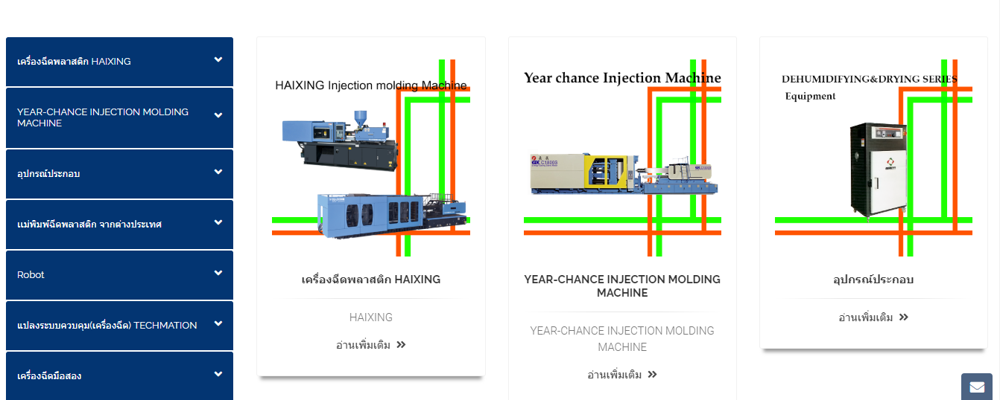 เครื่องฉีดพลาสติก HAIXING
YEAR-CHANCE INJECTION MOLDING
MACHINE
อุปกรณ์ประกอบ
แม่พิมพ์ฉีดพลาสติก จากต่างประเทศ
Robot
แปลงระบบควบคุม(เครื่องฉีด) TECHMATION
เครื่องฉีดมือสอง
HAIXING Injection molding Machine
เครื่องฉีดพลาสติก HAIXING
HAIXING
อ่านเพิ่มเติม
Year chance Injection Machine
C1800S
YEAR-CHANCE INJECTION MOLDING
MACHINE
YEAR-CHANCE INJECTION MOLDING
MACHINE
อ่านเพิ่มเติม
DEHUMIDIFYING&DRYING SERIES
Equipment
อุปกรณ์ประกอบ
อ่านเพิ่มเติม